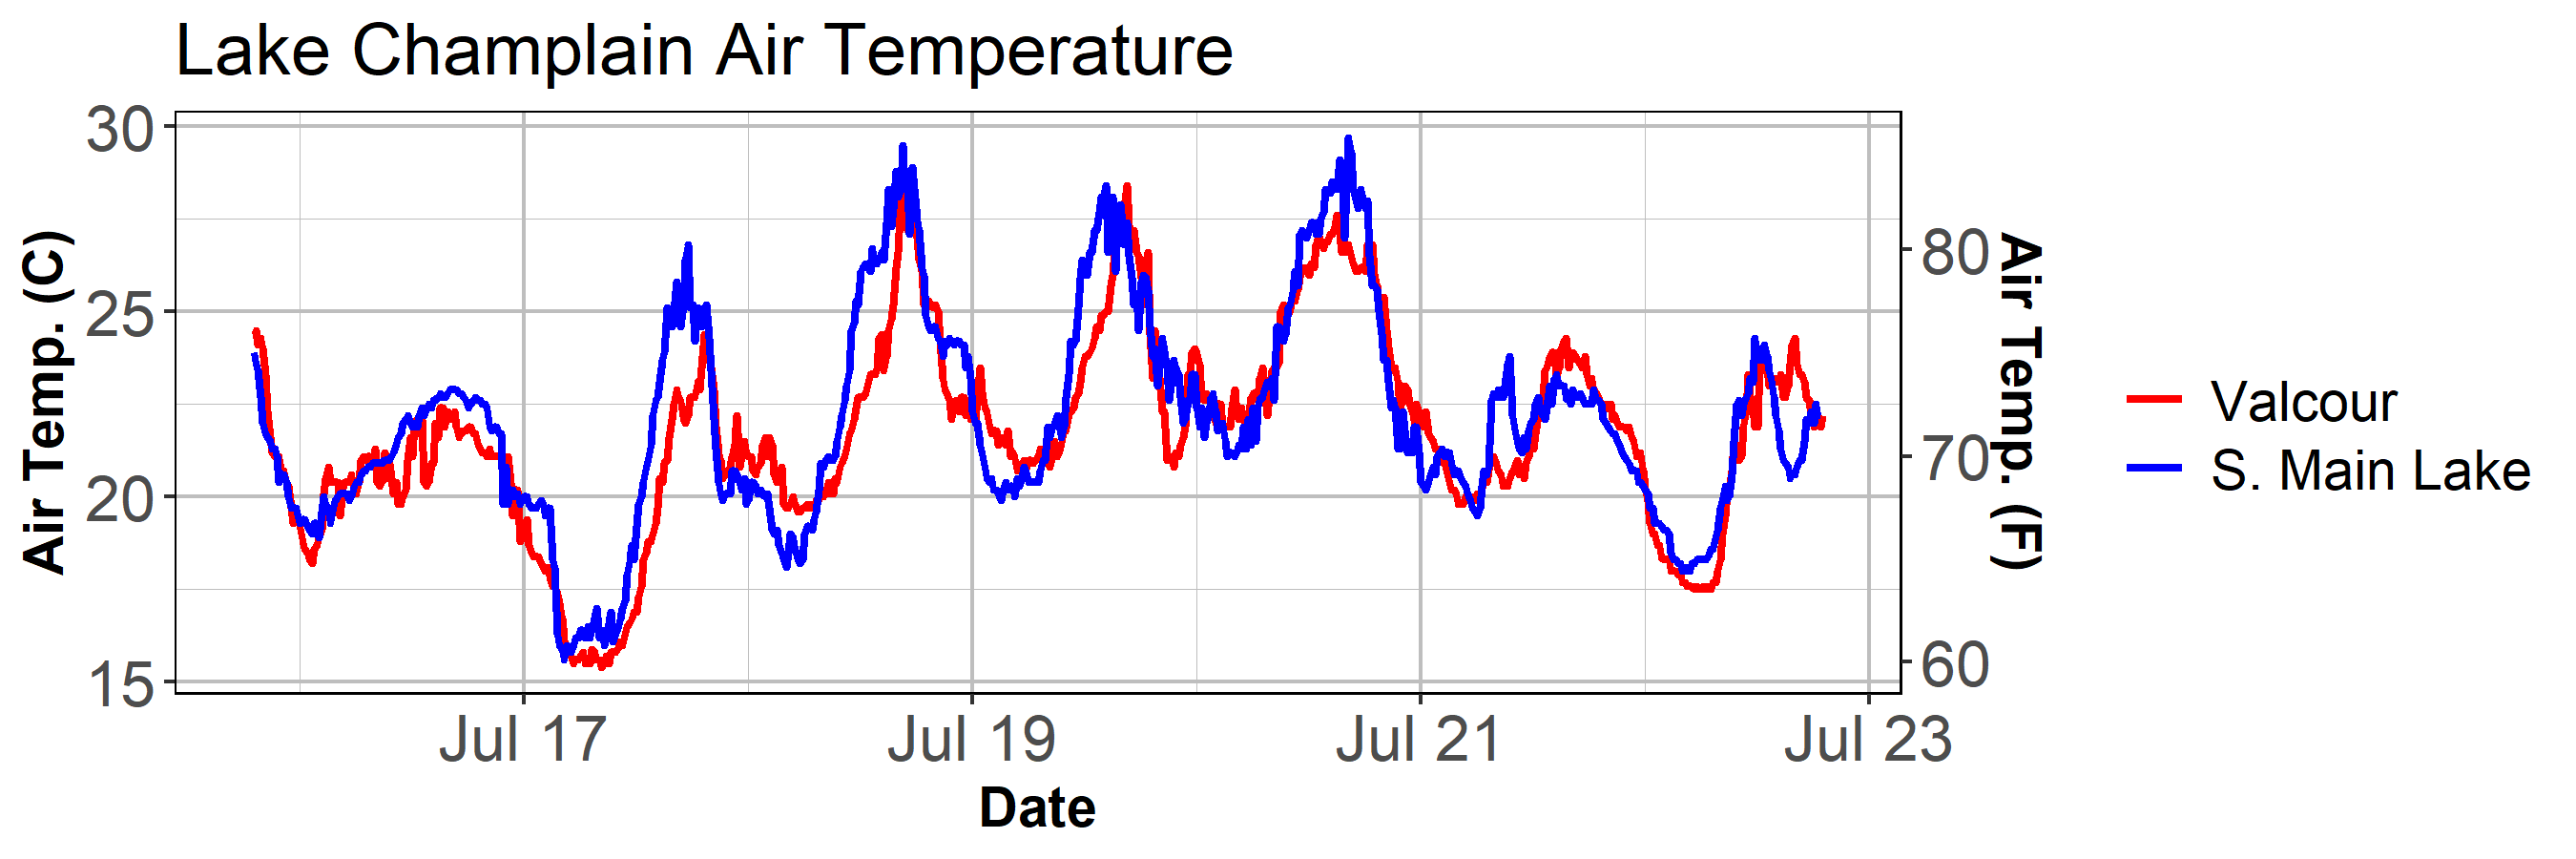 Lake Champlain Air Temperature
30
25
20
15
Air Temp. (C)
80
70
60
Air Temp. (F)
Jul 17
Jul 19
Jul 21
Jul 23
Date
Valcour
S. Main Lake